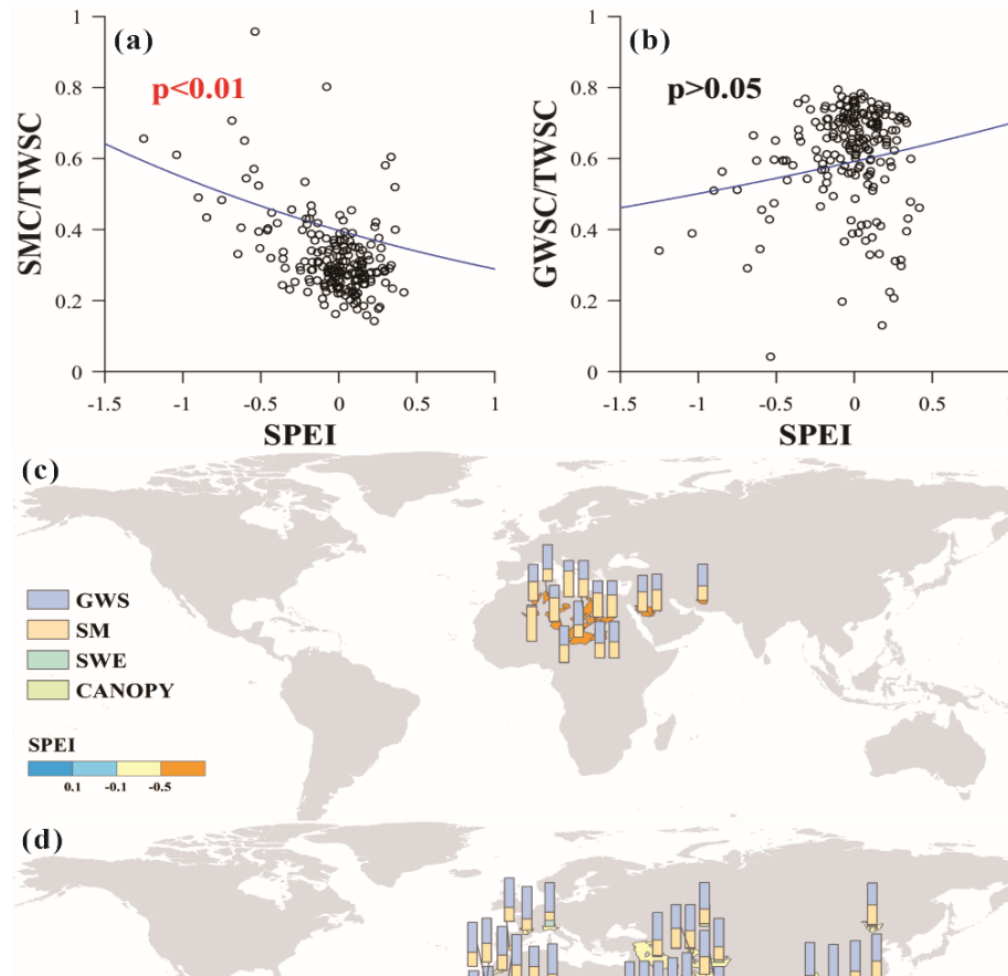 (a)
p<0.01
SMC/TWSC
1
0.8
0.6
0.4
0.2
0
-1.5 -1 -0.5 0 0.5 1
SPEI
(b)
p>0.05
GWSC/TWSC
1
0.8
0.6
0.4
0.2
0
-1.5 -1 -0.5 0 0.5
SPEI
(c)
GWS
SM
SWE
CANOPY
SPEI
0.1 -0.1 -0.5
(d)